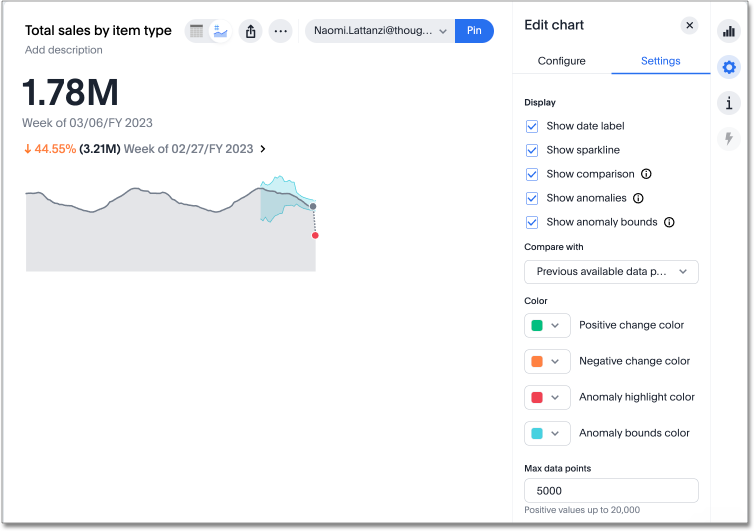 Total sales by item type
Naomi.Lattanzi@thoug...
Pin
Add description
1.78M
Week of 03/06/FY 2023
↓ 44.55% (3.21M) Week of 02/27/FY 2023 >
Edit chart
Configure
Settings
Display
Show date label
Show sparkline
Show comparison
Show anomalies
Show anomaly bounds
Compare with
Previous available data p...
Color
Positive change color
Negative change color
Anomaly highlight color
Anomaly bounds color
Max data points
5000
Positive values up to 20,000